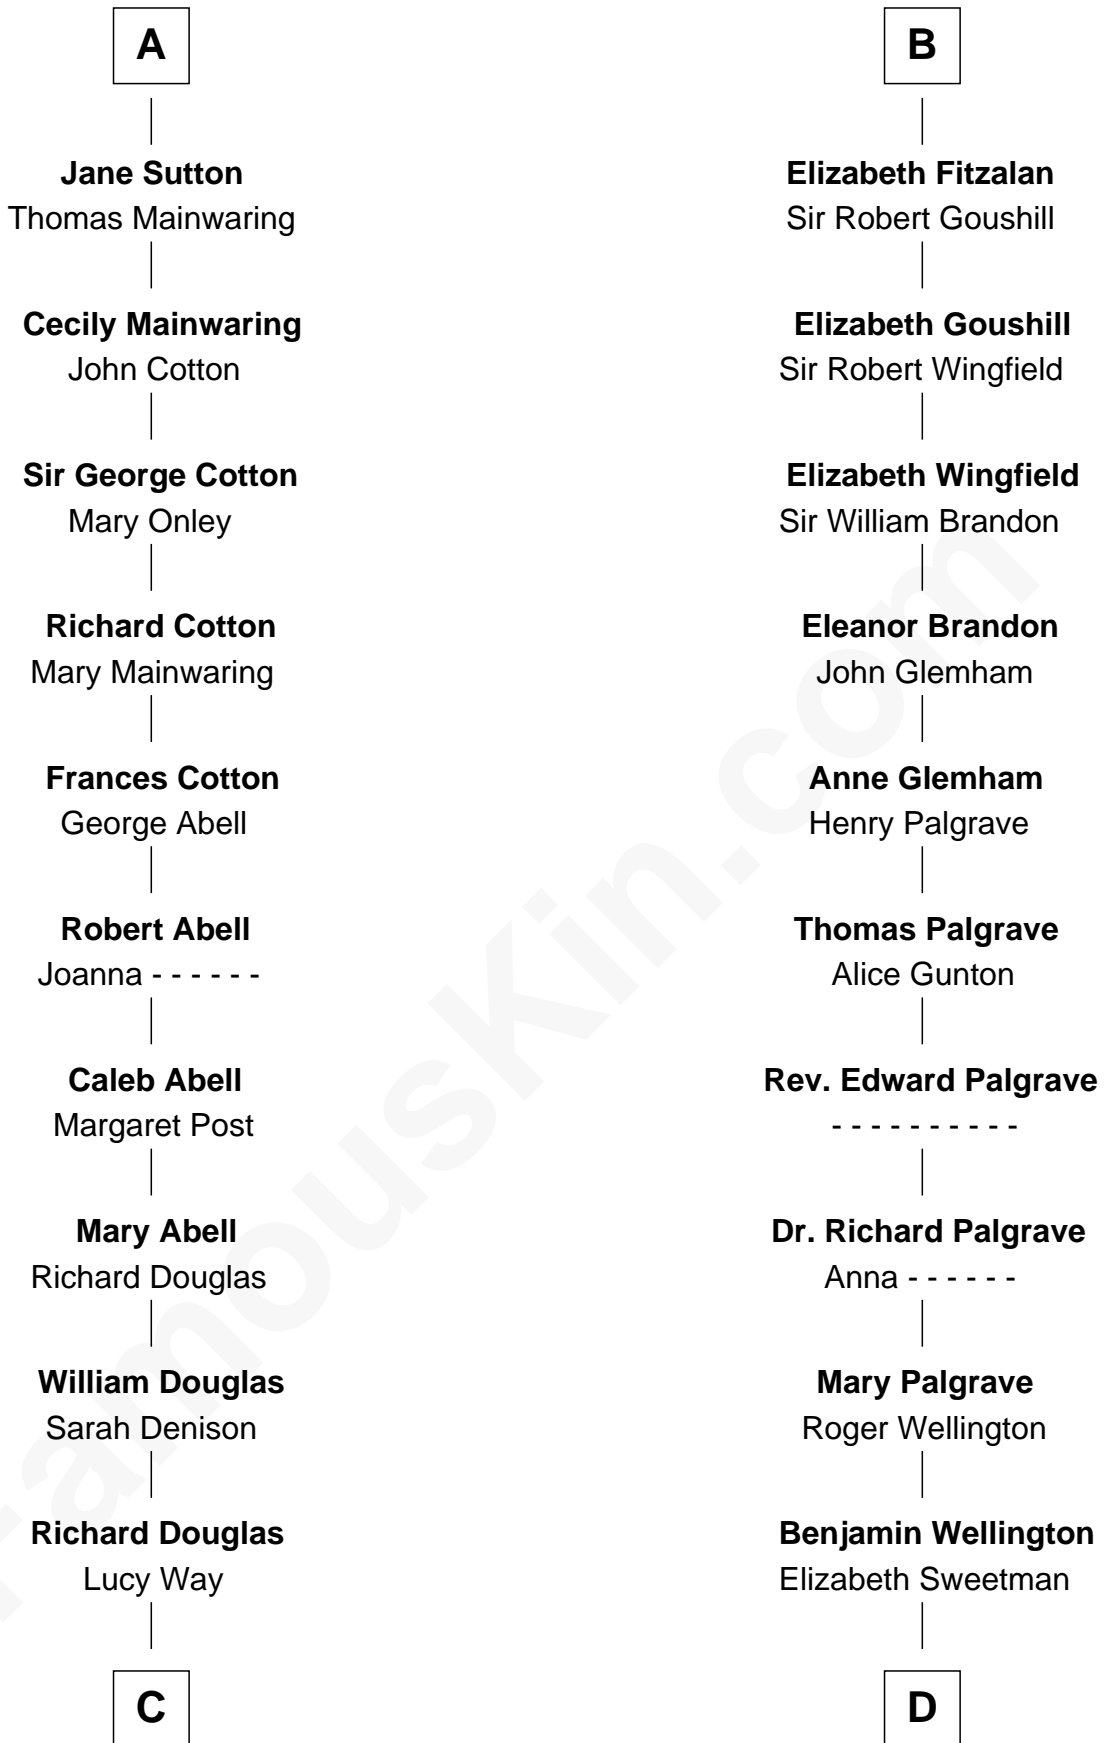 A
Jane Sutton
Thomas Mainwaring
Cecily Mainwaring
John Cotton
Sir George Cotton
Mary Onley
Richard Cotton
Mary Mainwaring
Frances Cotton
George Abell
Robert Abell
Joanna - - - - - -
Caleb Abell
Margaret Post
Mary Abell
Richard Douglas
William Douglas
Sarah Denison
Richard Douglas
Lucy Way
C
B
Elizabeth Fitzalan
Sir Robert Goushill
Elizabeth Goushill
Sir Robert Wingfield
Elizabeth Wingfield
Sir William Brandon
Eleanor Brandon
John Glemham
Anne Glemham
Henry Palgrave
Thomas Palgrave
Alice Gunton
Rev. Edward Palgrave
- - - - - - - - - -
Dr. Richard Palgrave
Anna - - - - - -
Mary Palgrave
Roger Wellington
Benjamin Wellington
Elizabeth Sweetman
D
FamousKin.com